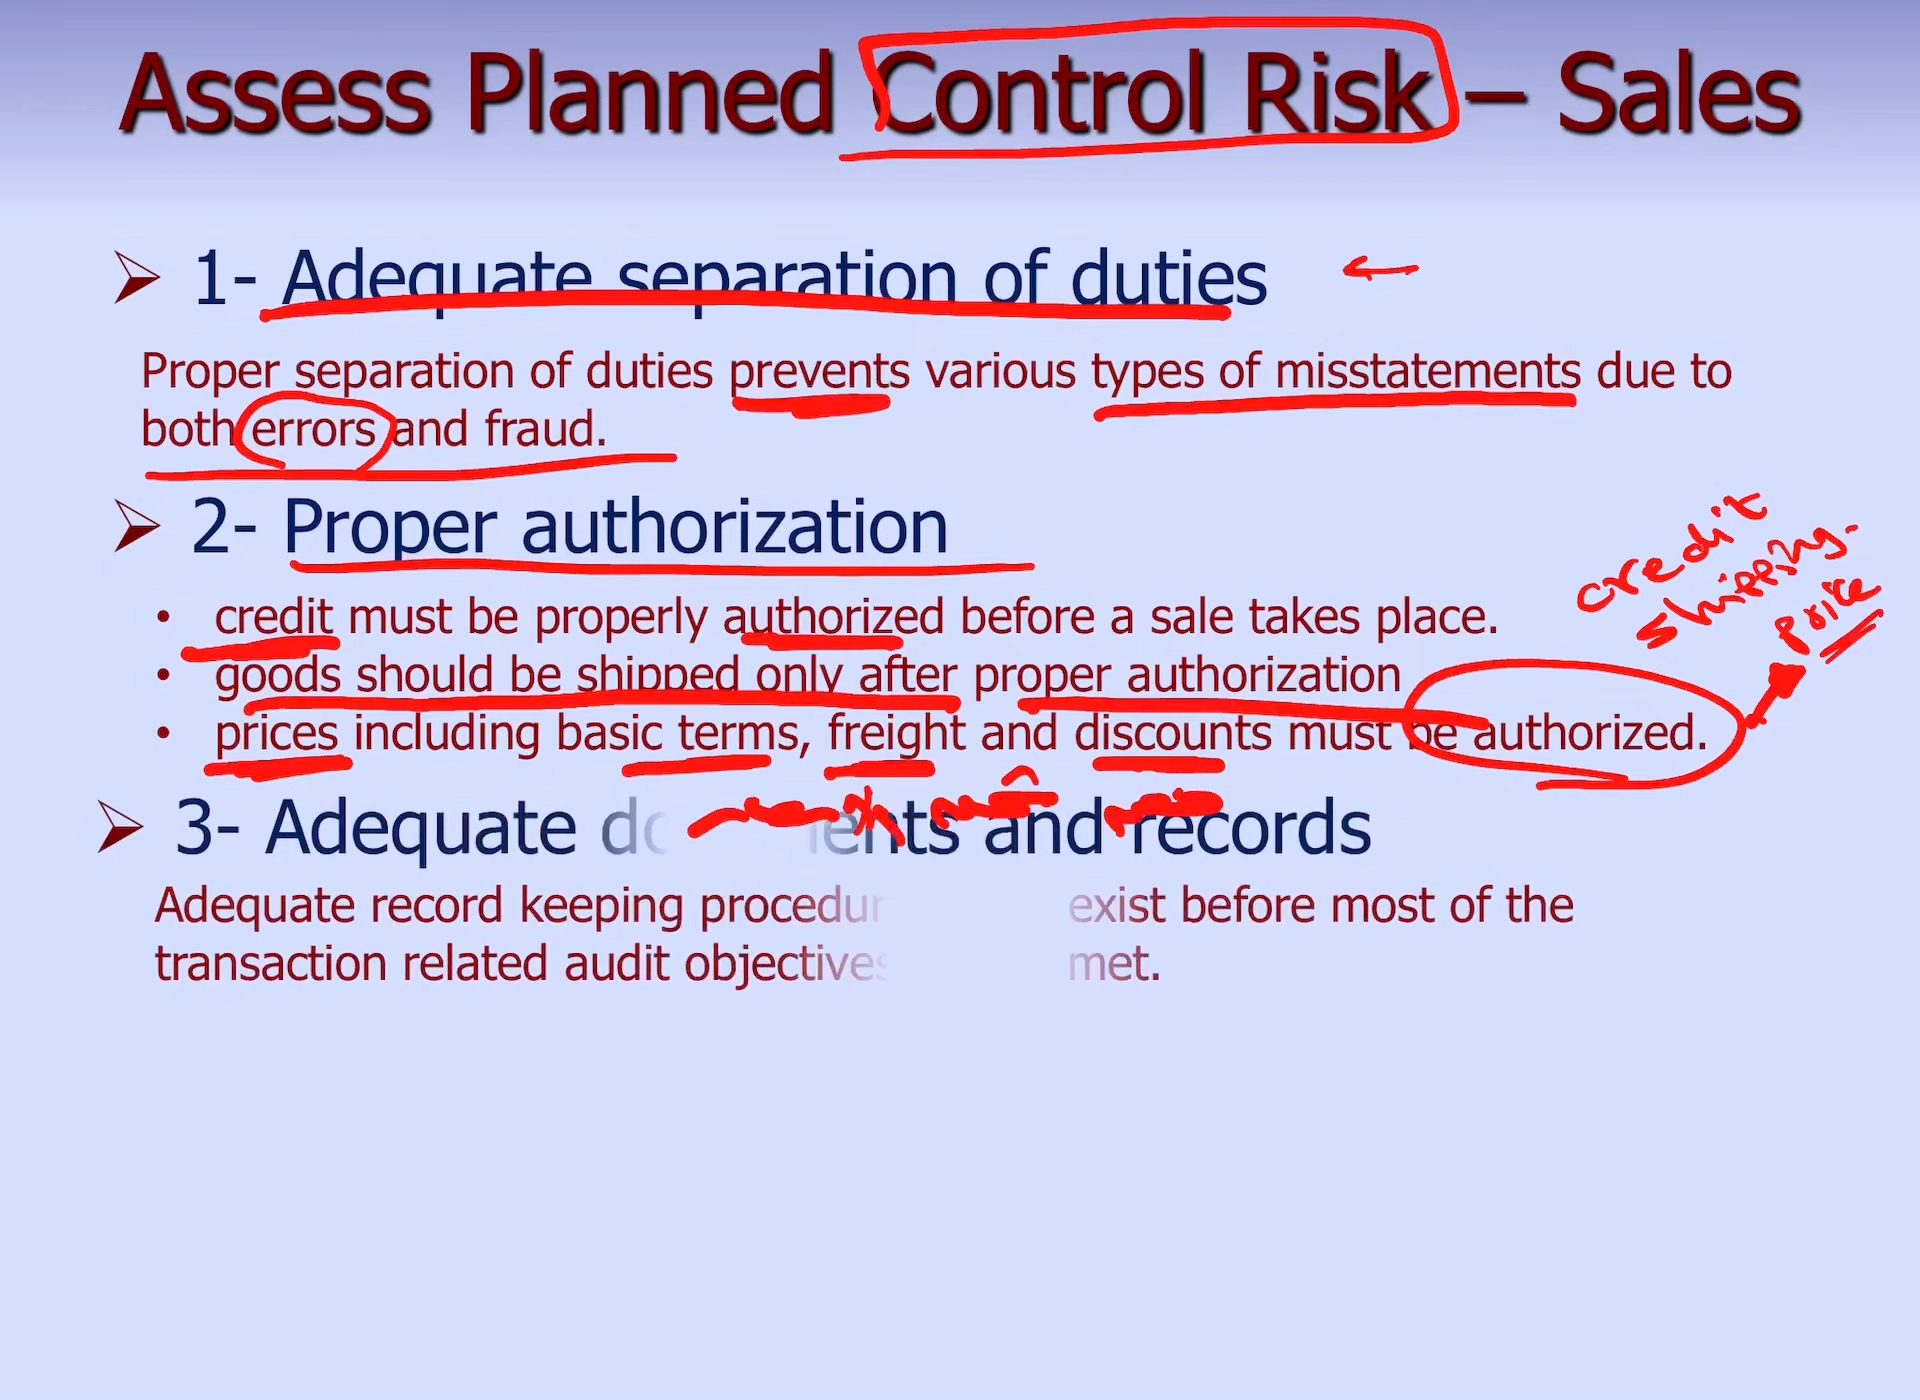 Assess Planned Control Risk – Sales
1- Adequate separation of duties
Proper separation of duties prevents various types of misstatements due to
both errors and fraud.
2- Proper authorization
• credit must be properly authorized before a sale takes place.
• goods should be shipped only after proper authorization
• prices including basic terms, freight and discounts must be authorized.
credit
shipping.
price
3- Adequate and records
Adequate record keeping exist before most of the
transaction related audit objectives met.